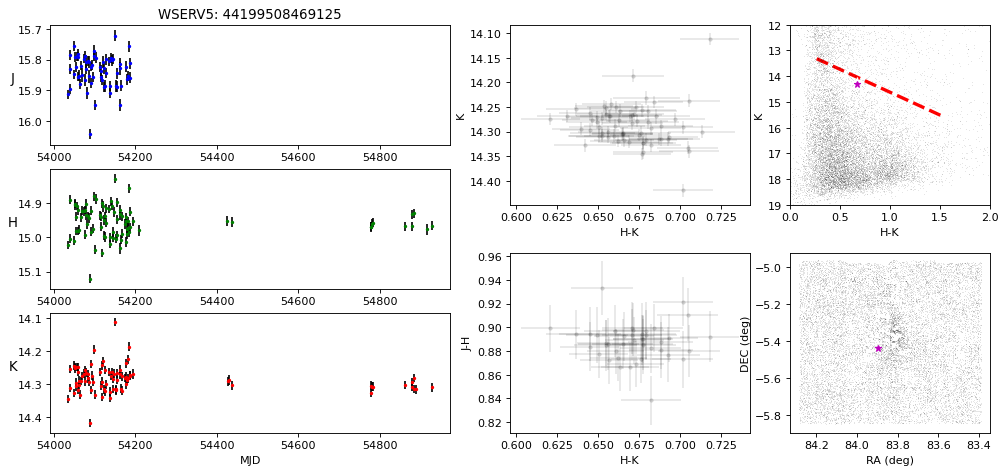 WSERV5: 44199508469125
15.7
15.8
15.9
16.0
J
54000 54200 54400 54600 54800
14.9
15.0
15.1
H
54000 54200 54400 54600 54800
14.1
14.2
14.3
14.4
K
54000 54200 54400 54600 54800
MJD
14.10
14.15
14.20
14.25
14.30
14.35
14.40
K
0.600 0.625 0.650 0.675 0.700 0.725
H-K
0.96
0.94
0.92
0.90
0.88
0.86
0.84
0.82
J-H
0.600 0.625 0.650 0.675 0.700 0.725
H-K
12
13
14
15
16
17
18
19
K
0.0 0.5 1.0 1.5 2.0
H-K
−5.0
−5.2
−5.4
−5.6
−5.8
DEC (deg)
84.2 84.0 83.8 83.6 83.4
RA (deg)